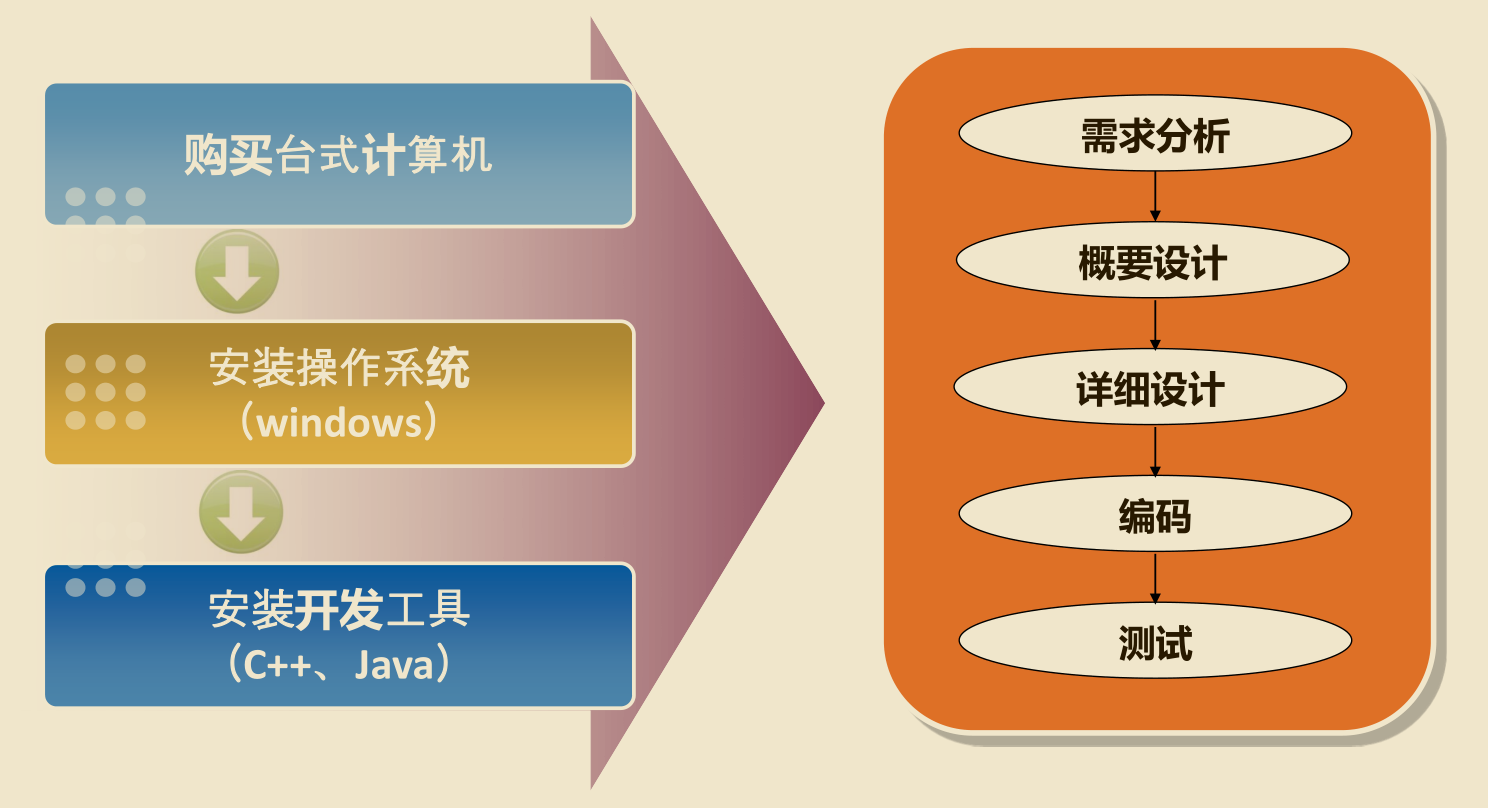 购买台式计算机
安装操作系统
（windows）
安装开发工具
（C++、Java）
需求分析
概要设计
详细设计
编码
测试